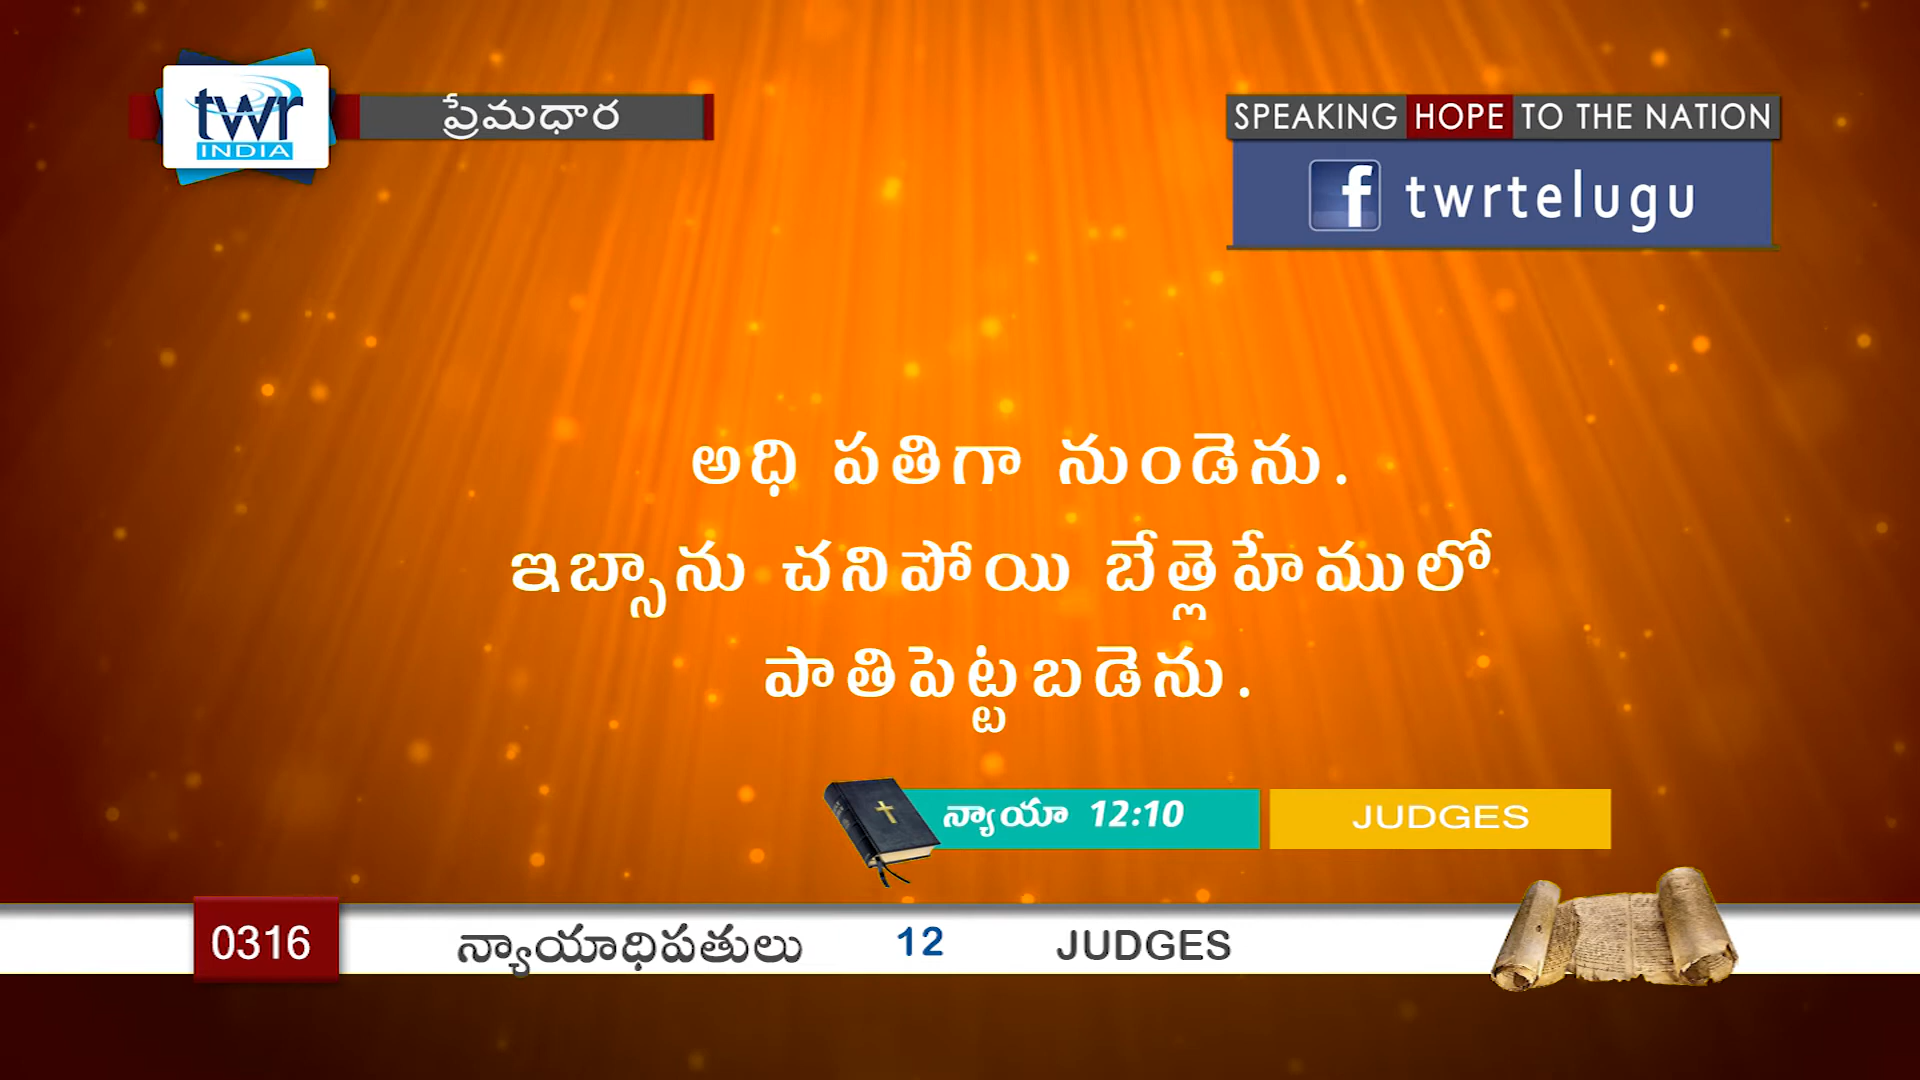 twr
INDIA
ప్రేమధార
SPEAKING HOPE TO THE NATION
f twrtelugu
అధి పతిగా నుండెను.
ఇబ్సాను చనిపోయి బేత్లెహేములో
పాతిపెట్టబడెను.
న్యాయా 12:10
JUDGES
0316 న్యాయాధిపతులు 12 JUDGES